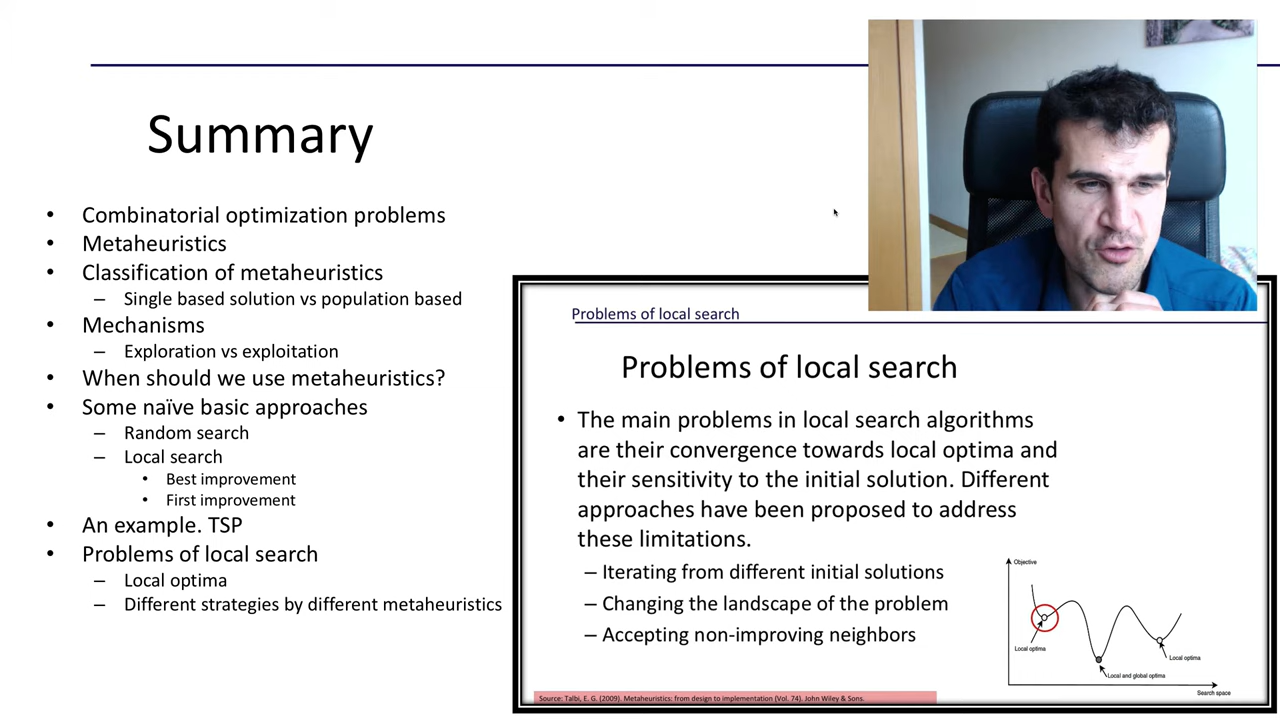 Summary
• Combinatorial optimization problems
• Metaheuristics
• Classification of metaheuristics
– Single based solution vs population based
• Mechanisms
– Exploration vs exploitation
• When should we use metaheuristics?
• Some naïve basic approaches
– Random search
– Local search
• Best improvement
• First improvement
• An example. TSP
• Problems of local search
– Local optima
– Different strategies by different metaheuristics
Problems of local search
Problems of local search
• The main problems in local search algorithms
are their convergence towards local optima and
their sensitivity to the initial solution. Different
approaches have been proposed to address
these limitations.
– Iterating from different initial solutions
– Changing the landscape of the problem
– Accepting non-improving neighbors
Objective
Local optima
Local optima
Local and global optima
Search space
Source: Talbi, E. G. (2009). Metaheuristics: from design to implementation (Vol. 74). John Wiley & Sons.